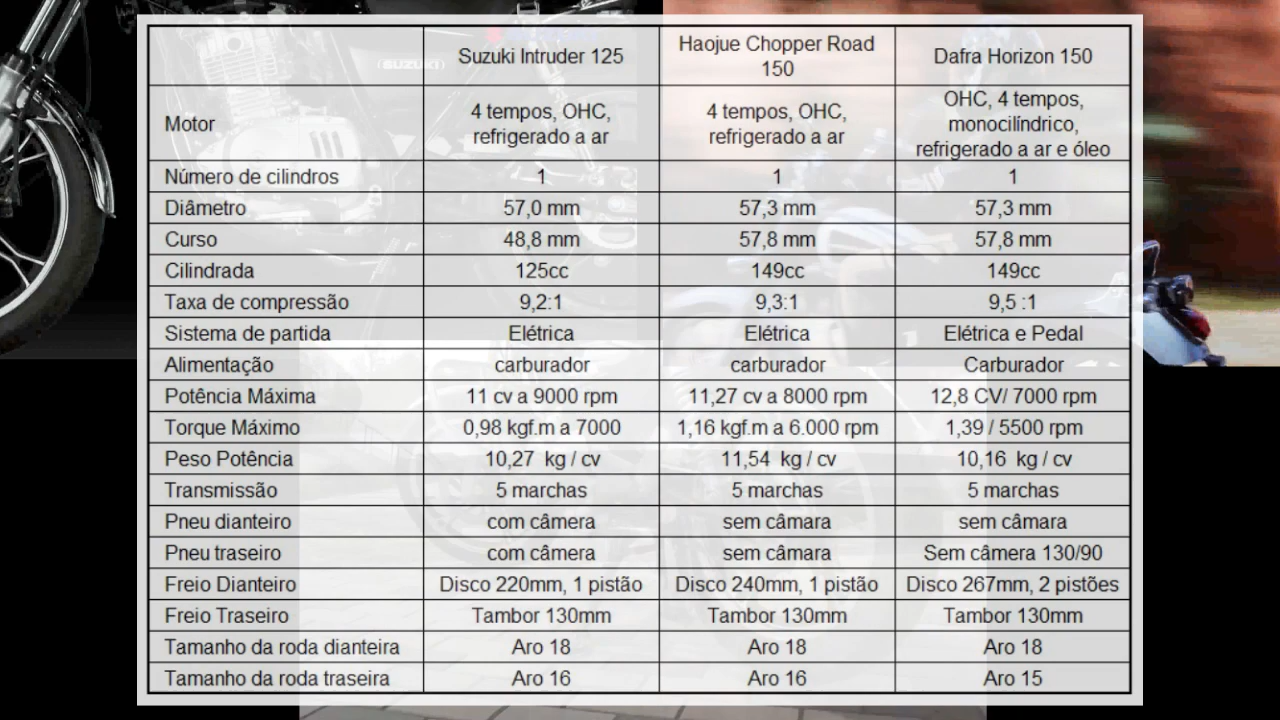 Suzuki Intruder 125 Haojue Chopper Road 150 Dafra Horizon 150
Motor 4 tempos, OHC, refrigerado a ar 4 tempos, OHC, refrigerado a ar OHC, 4 tempos, monocilíndrico, refrigerado a ar e óleo
Número de cilindros 1 1 1
Diâmetro 57,0 mm 57,3 mm 57,3 mm
Curso 48,8 mm 57,8 mm 57,8 mm
Cilindrada 125cc 149cc 149cc
Taxa de compressão 9,2:1 9,3:1 9,5 :1
Sistema de partida Elétrica Elétrica Elétrica e Pedal
Alimentação carburador carburador Carburador
Potência Máxima 11 cv a 9000 rpm 11,27 cv a 8000 rpm 12,8 CV/ 7000 rpm
Torque Máximo 0,98 kgf.m a 7000 1,16 kgf.m a 6.000 rpm 1,39 / 5500 rpm
Peso Potência 10,27 kg / cv 11,54 kg / cv 10,16 kg / cv
Transmissão 5 marchas 5 marchas 5 marchas
Pneu dianteiro com câmera sem câmara sem câmara
Pneu traseiro com câmera sem câmara Sem câmera 130/90
Freio Dianteiro Disco 220mm, 1 pistão Disco 240mm, 1 pistão Disco 267mm, 2 pistões
Freio Traseiro Tambor 130mm Tambor 130mm Tambor 130mm
Tamanho da roda dianteira Aro 18 Aro 18 Aro 18
Tamanho da roda traseira Aro 16 Aro 16 Aro 15
SUZUKI